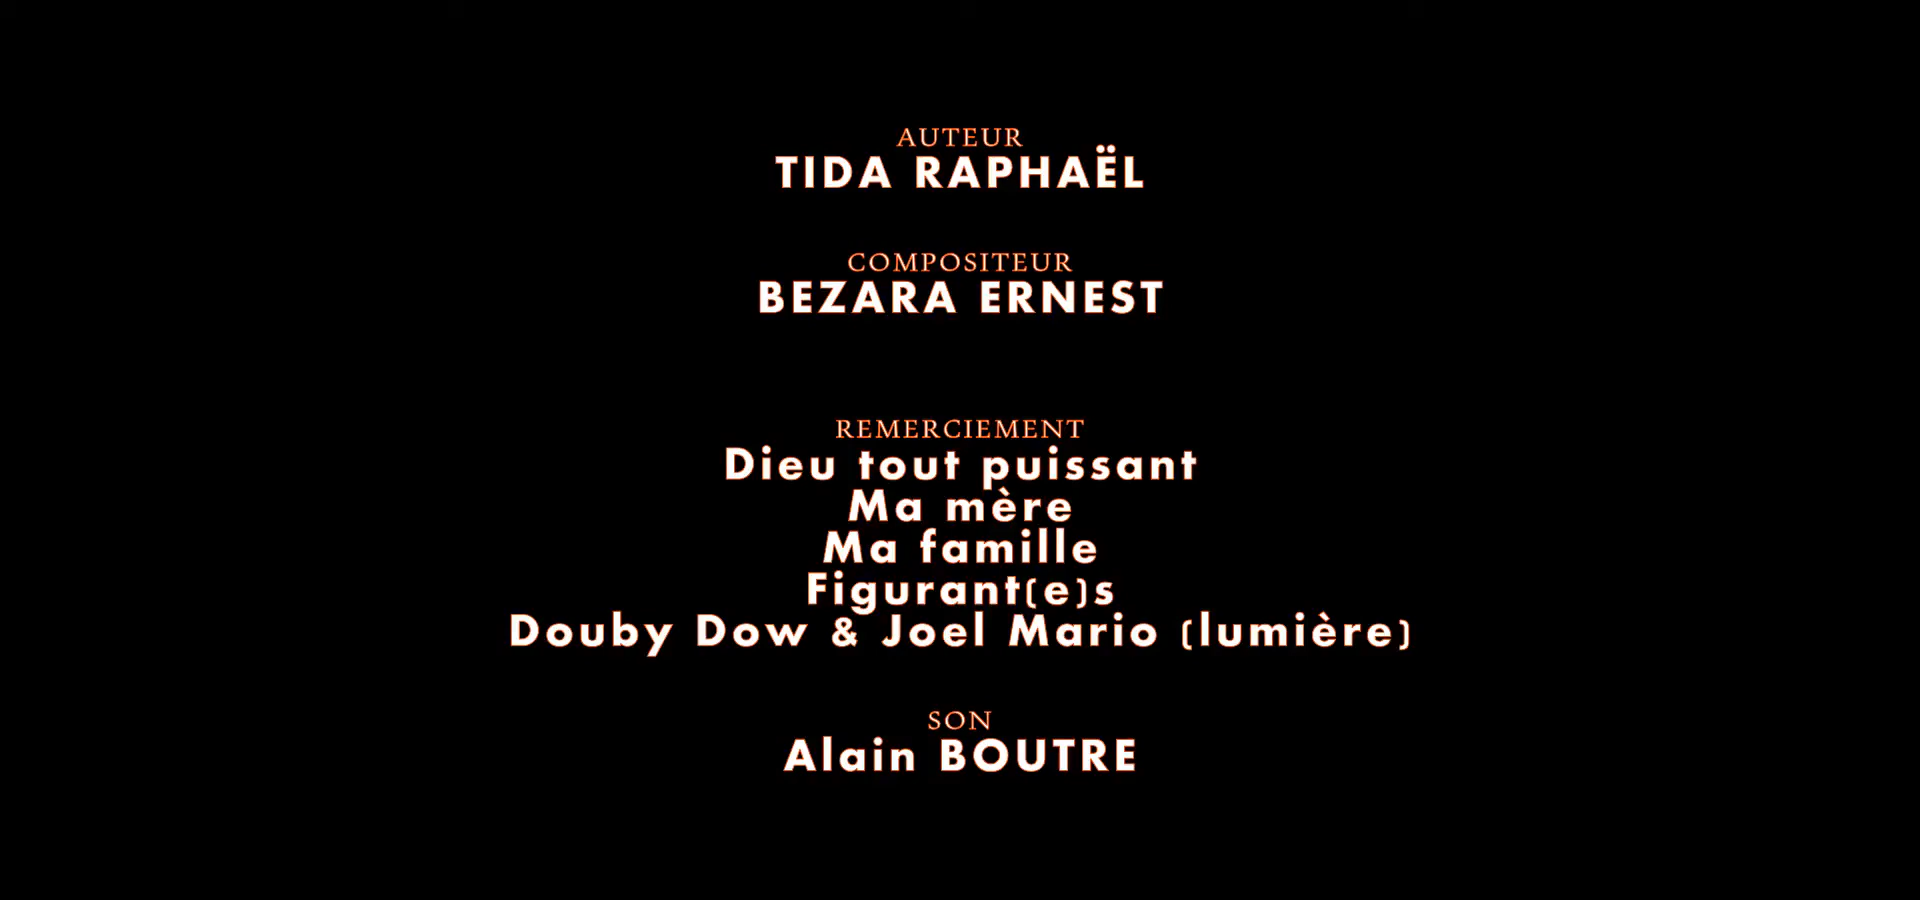 AUTEUR
TIDA RAPHAËL
COMPOSITEUR
BEZARA ERNEST
REMERCIEMENT
Dieu tout puissant
Ma mère
Ma famille
Figurant(e)s
Douby Dow & Joel Mario (lumière)
SON
Alain BOUTRE